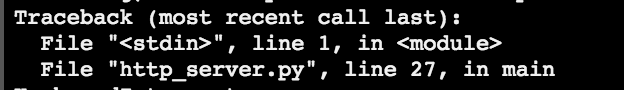 Traceback (most recent call last):
  File "<stdin>", line 1, in <module>
  File "http_server.py", line 27, in main